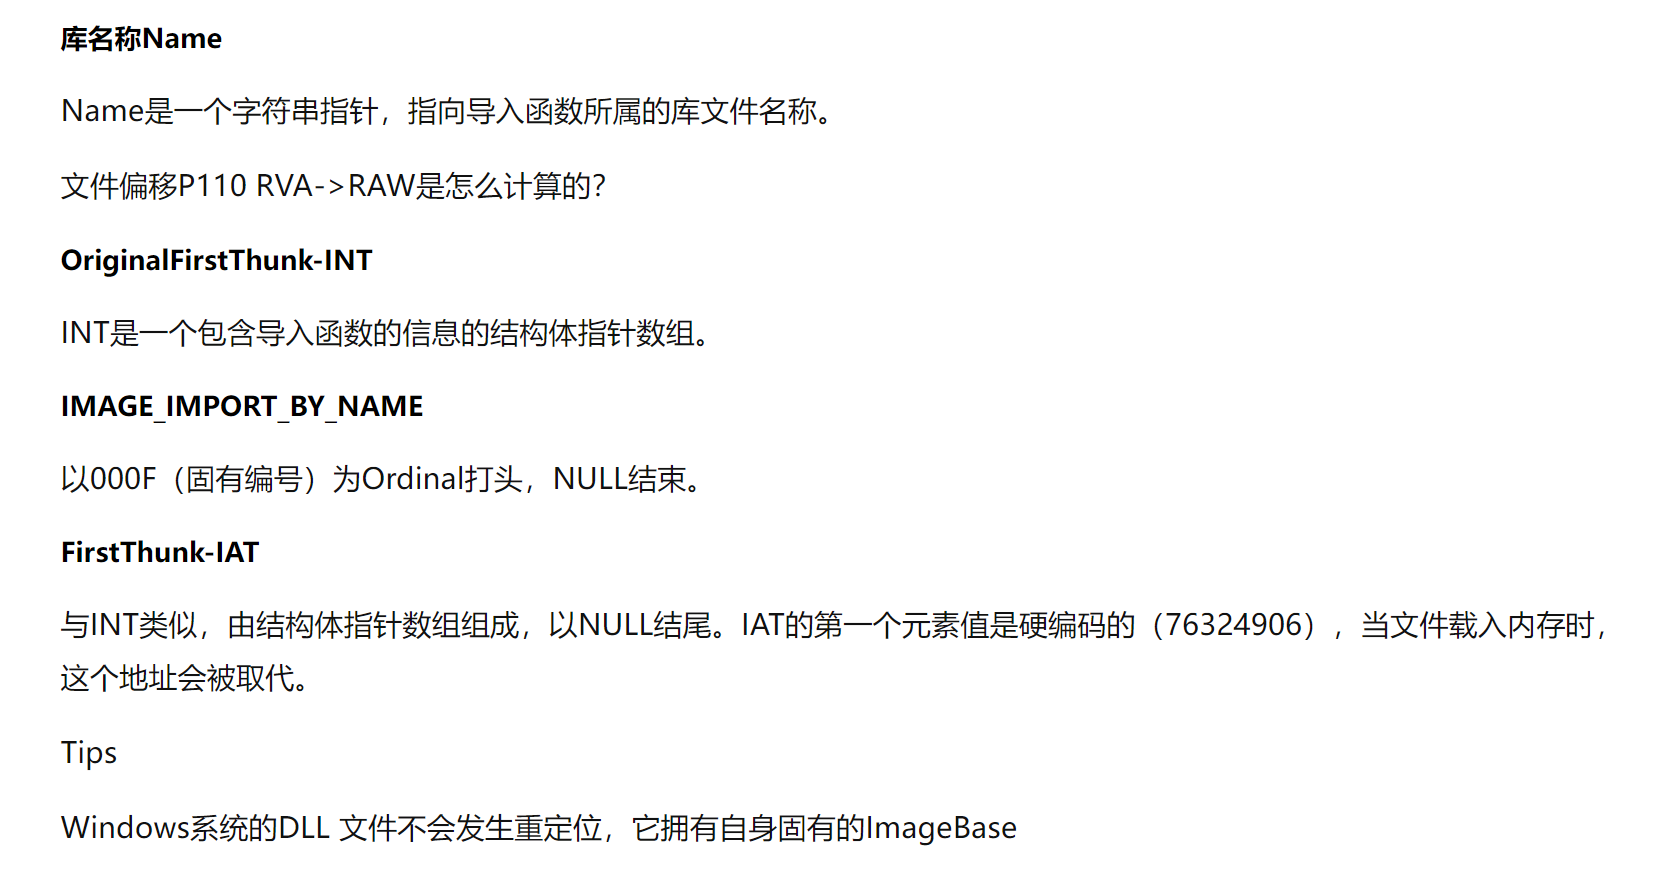 库名称Name
Name是一个字符串指针，指向导入函数所属的库文件名称。
文件偏移P110 RVA->RAW是怎么计算的？
OriginalFirstThunk-INT
INT是一个包含导入函数的信息的结构体指针数组。
IMAGE_IMPORT_BY_NAME
以000F（固有编号）为Ordinal打头，NULL结束。
FirstThunk-IAT
与INT类似，由结构体指针数组组成，以NULL结尾。IAT的第一个元素值是硬编码的（76324906），当文件载入内存时，
这个地址会被取代。
Tips
Windows系统的DLL 文件不会发生重定位，它拥有自身固有的ImageBase